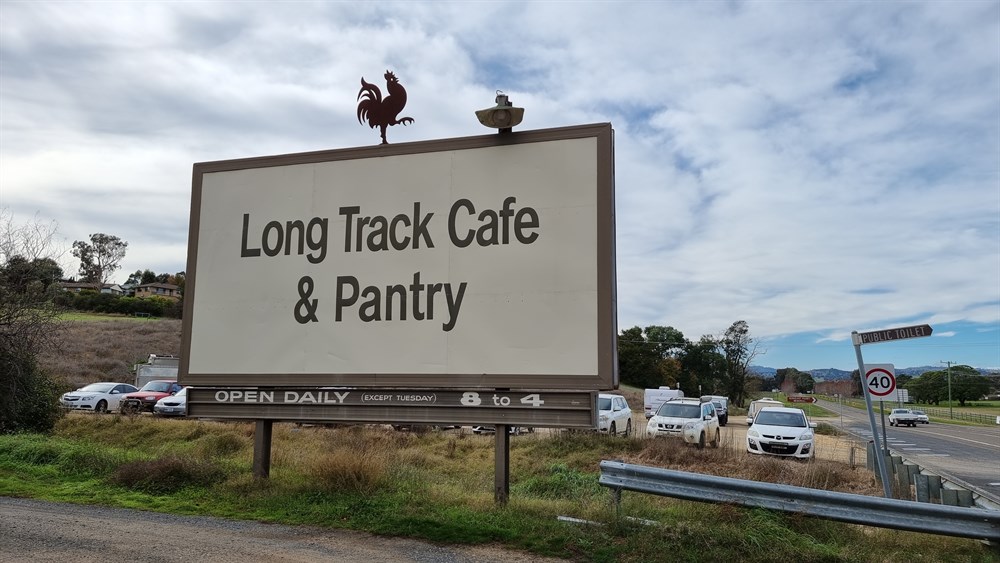 Long Track Cafe
& Pantry
OPEN DAILY (EXCEPT TUESDAY) 8 to 4
PUBLIC TOILET
40